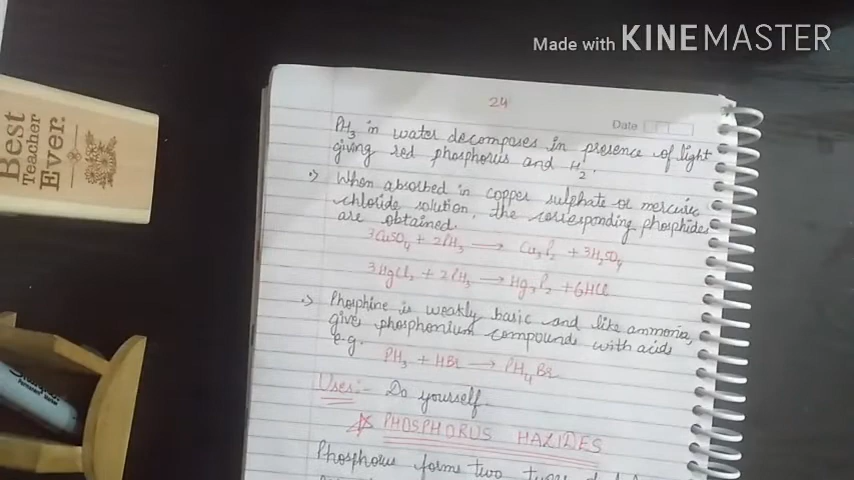 Made with KINEMASTER
Best
Teacher
Ever.
24
Date
PH3 in water decomposes in presence of light
giving red phosphorus and H2.
When absorbed in copper sulphate or mercuric
chloride solution, the corresponding phosphides
are obtained.
3CuSO4 + 2PH3 → Cu3P2 + 3H2SO4
3HgCl2 + 2PH3 → Hg3P2 + 6HCl
Phosphine is weakly basic and like ammonia,
gives phosphonium compounds with acids
e.g.
PH3 + HBr → PH4Br
Uses:- Do yourself.
PHOSPHORUS HALIDES
Phosphorus forms two types of